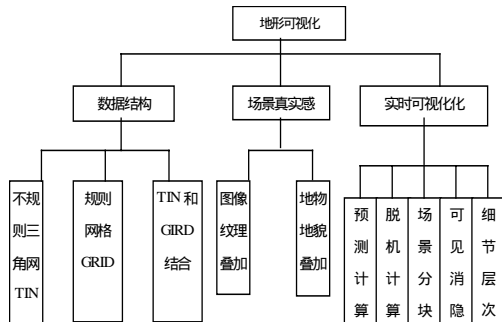 地形可视化
数据结构
场景真实感
实时可视化化
不规
则三
角网
TIN
规则
网格
GRID
TIN 和
GIRD
结合
图像
纹理
叠加
地物
地貌
叠加
预测计算
脱机计算
场景分块
可见消隐
细节层次